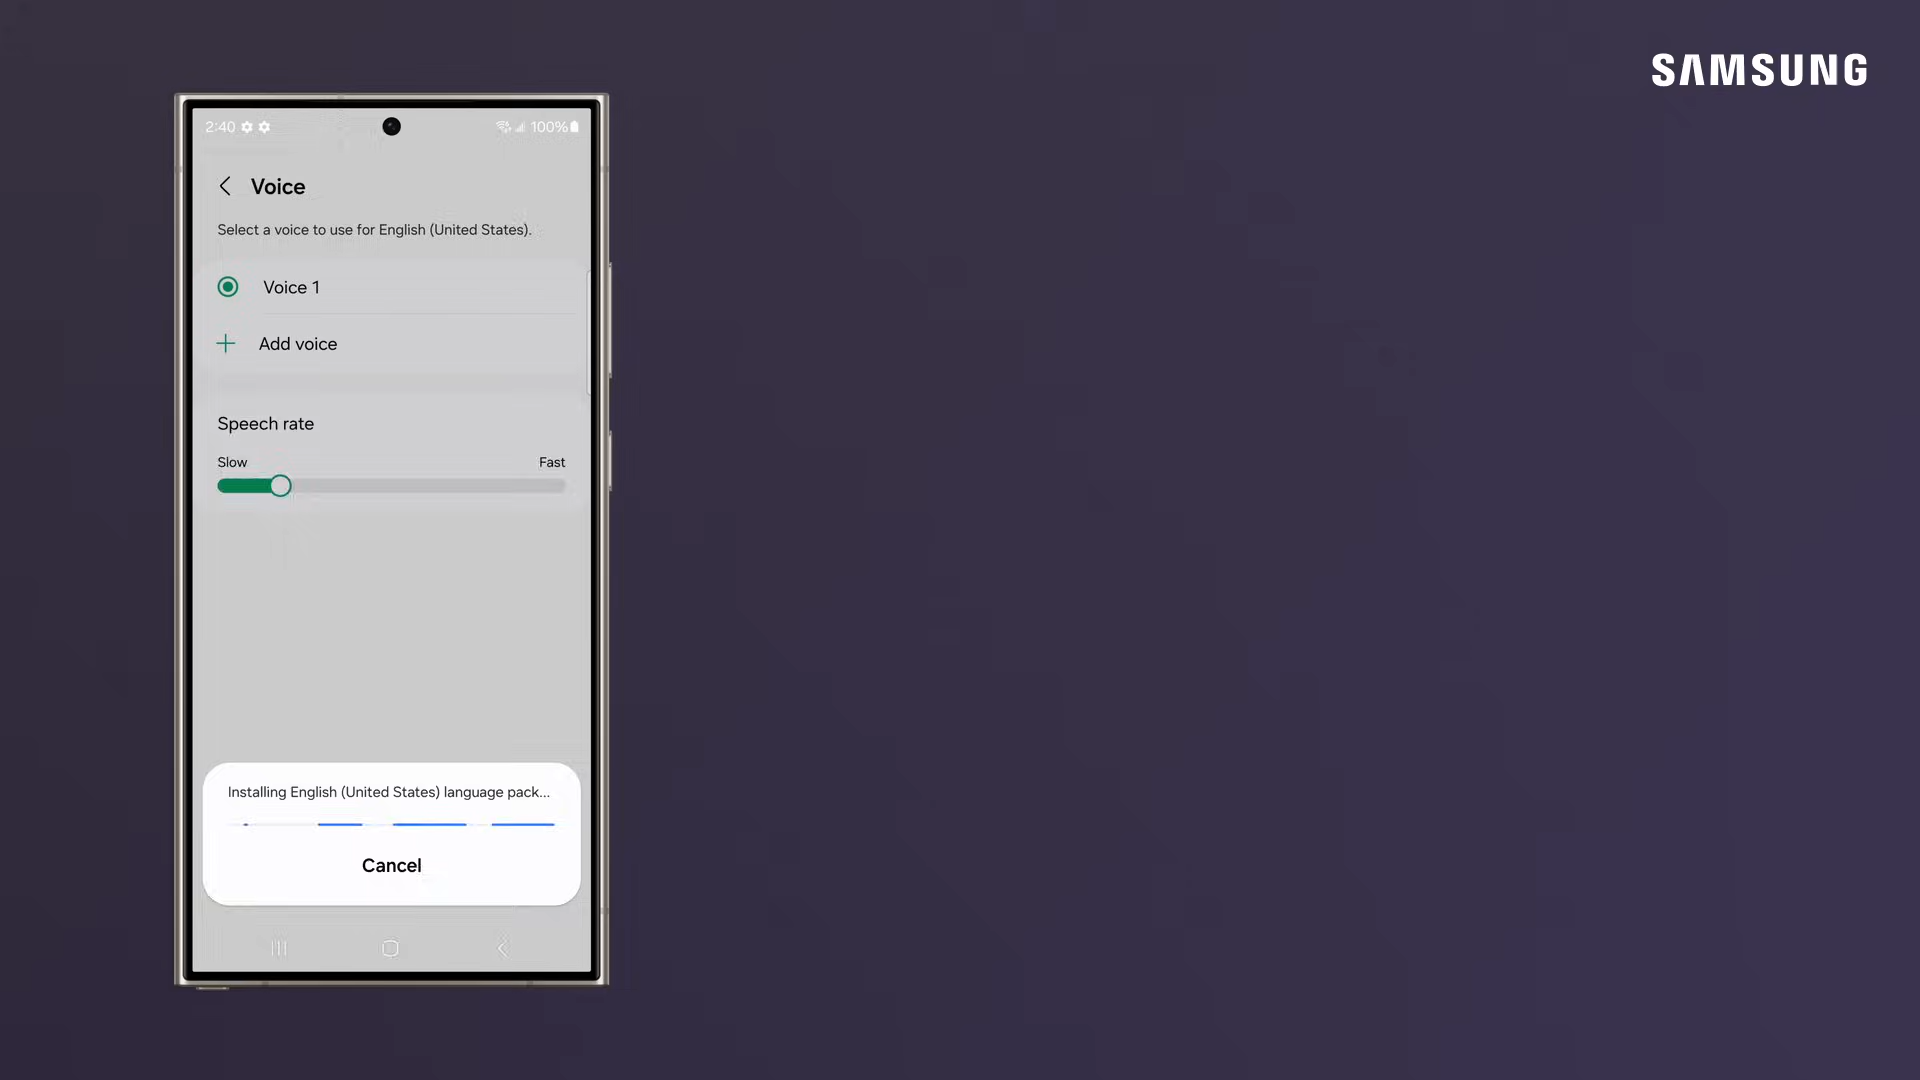 SAMSUNG
2:40 100%
Voice
Select a voice to use for English (United States).
Voice 1
Add voice
Speech rate
Slow Fast
Installing English (United States) language pack...
Cancel